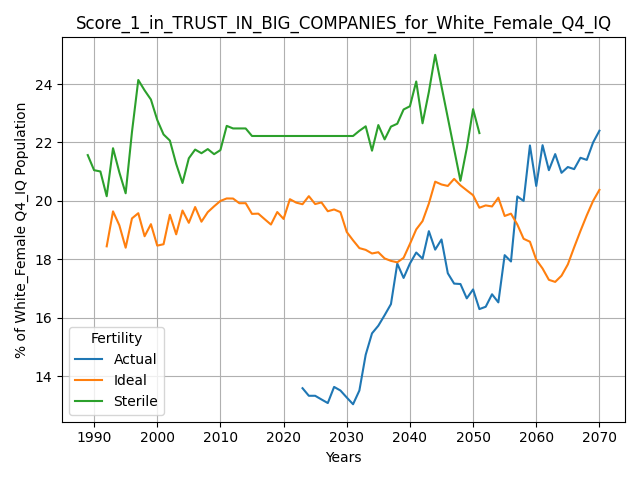 Score_1_in_TRUST_IN_BIG_COMPANIES_for_White_Female_Q4_IQ
% of White_Female Q4_IQ Population
24
22
20
18
16
14
Fertility
Actual
Ideal
Sterile
1990 2000 2010 2020 2030 2040 2050 2060 2070
Years